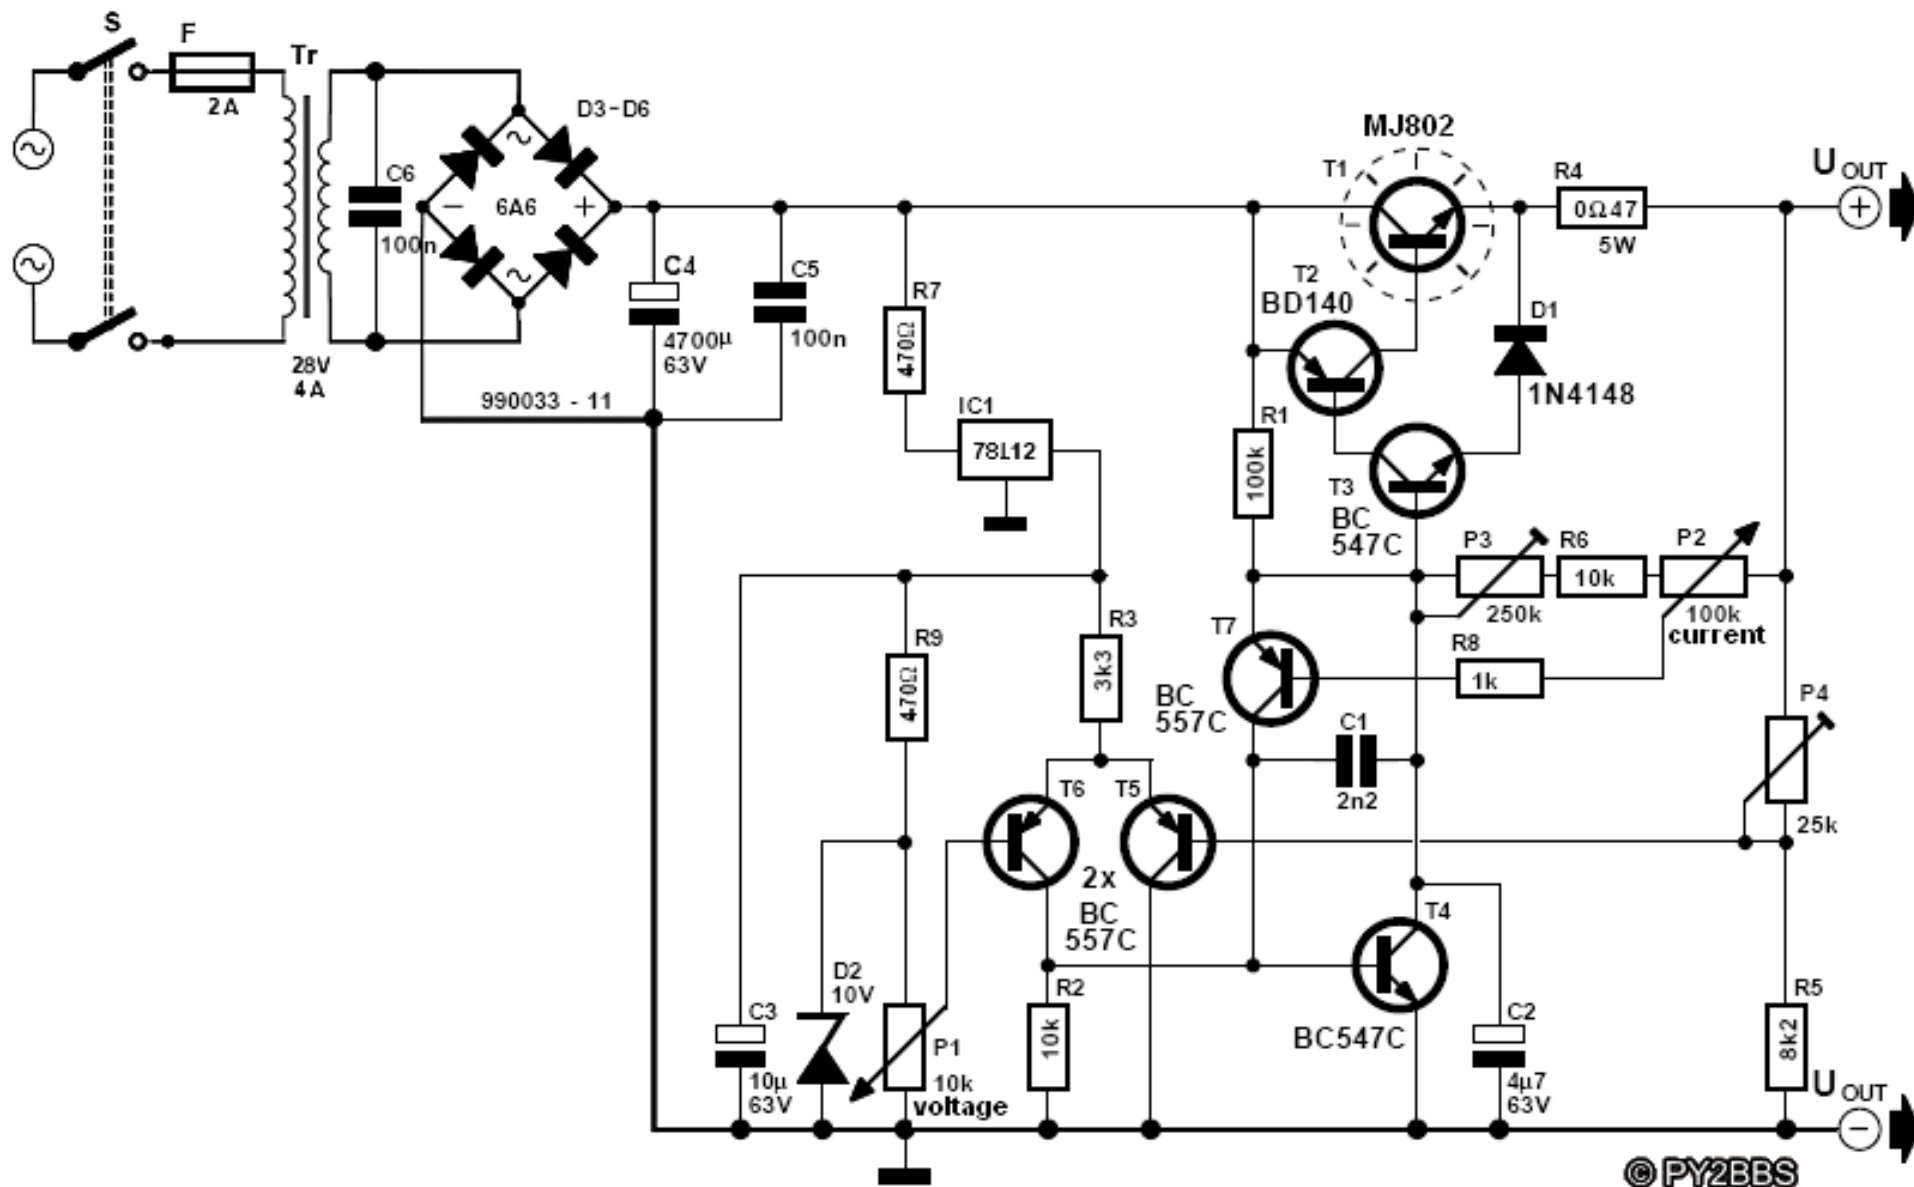 S
F
2A
Tr
28V
4A
C6
100n
D3-D6
6A6
−
+
990033 - 11
C4
4700µ
63V
C5
100n
R7
470Ω
IC1
78L12
MJ802
T1
T2
BD140
R4
0Ω47
5W
U OUT
+
D1
1N4148
R1
100k
T3
BC
547C
P3
250k
R6
10k
P2
100k
current
R8
1k
T7
BC
557C
R3
3k3
R9
470Ω
C1
2n2
P4
25k
T6
T5
2x
BC
557C
T4
BC547C
D2
10V
C3
10µ
63V
P1
10k
voltage
R2
10k
C2
4µ7
63V
R5
8k2
U OUT
−
© PY2BBS